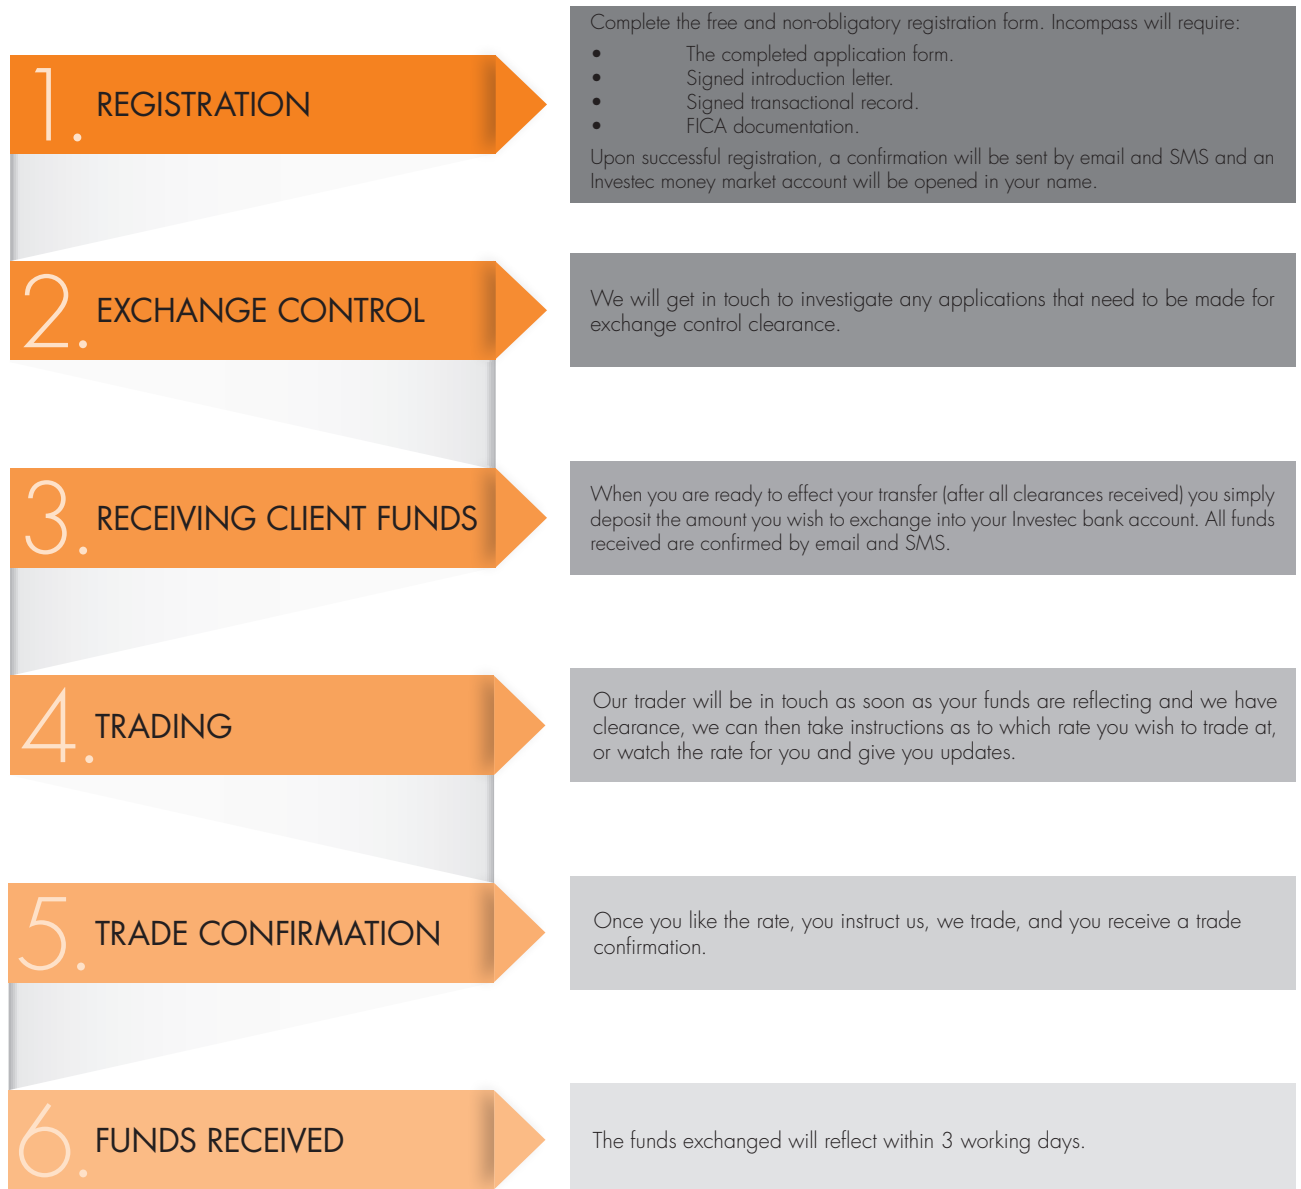 1. REGISTRATION
Complete the free and non-obligatory registration form. Incompass will require:
• The completed application form.
• Signed introduction letter.
• Signed transactional record.
• FICA documentation.
Upon successful registration, a confirmation will be sent by email and SMS and an
Investec money market account will be opened in your name.
2. EXCHANGE CONTROL
We will get in touch to investigate any applications that need to be made for
exchange control clearance.
3. RECEIVING CLIENT FUNDS
When you are ready to effect your transfer (after all clearances received) you simply
deposit the amount you wish to exchange into your Investec bank account. All funds
received are confirmed by email and SMS.
4. TRADING
Our trader will be in touch as soon as your funds are reflecting and we have
clearance, we can then take instructions as to which rate you wish to trade at,
or watch the rate for you and give you updates.
5. TRADE CONFIRMATION
Once you like the rate, you instruct us, we trade, and you receive a trade
confirmation.
6. FUNDS RECEIVED
The funds exchanged will reflect within 3 working days.